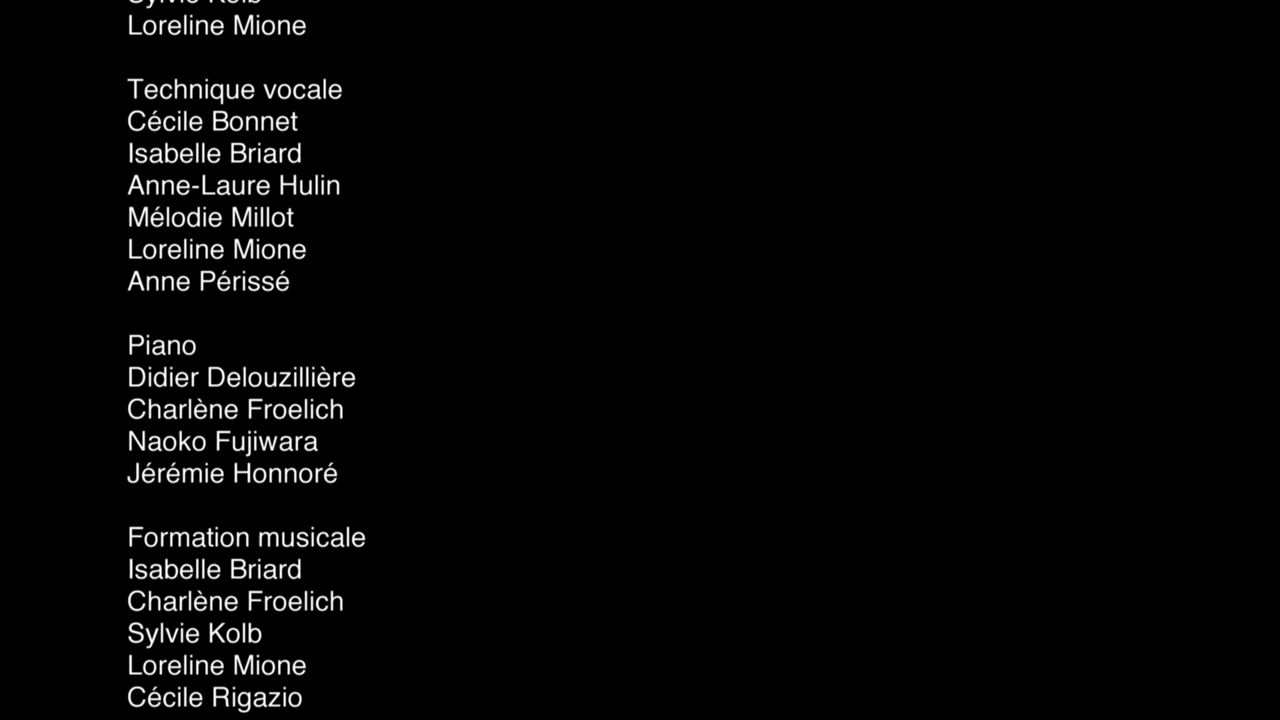 Sylvie Kolb
Loreline Mione
Technique vocale
Cécile Bonnet
Isabelle Briard
Anne-Laure Hulin
Mélodie Millot
Loreline Mione
Anne Périssé
Piano
Didier Delouzillière
Charlène Froelich
Naoko Fujiwara
Jérémie Honnoré
Formation musicale
Isabelle Briard
Charlène Froelich
Sylvie Kolb
Loreline Mione
Cécile Rigazio